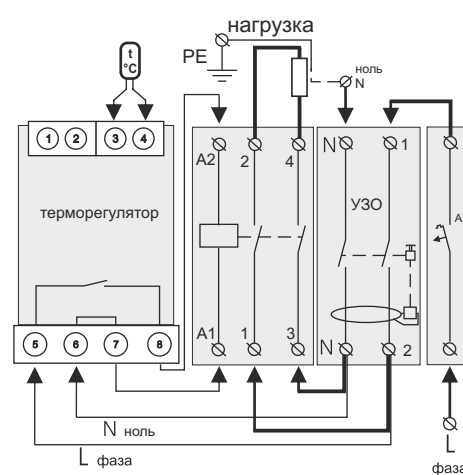 нагрузка
PE
ноль
N
t
°C
1 2 3 4
A2 2 4
N 1
УЗО
А
терморегулятор
5 6 7 8
A1 1 3
N 2
N ноль
L фаза
L
фаза